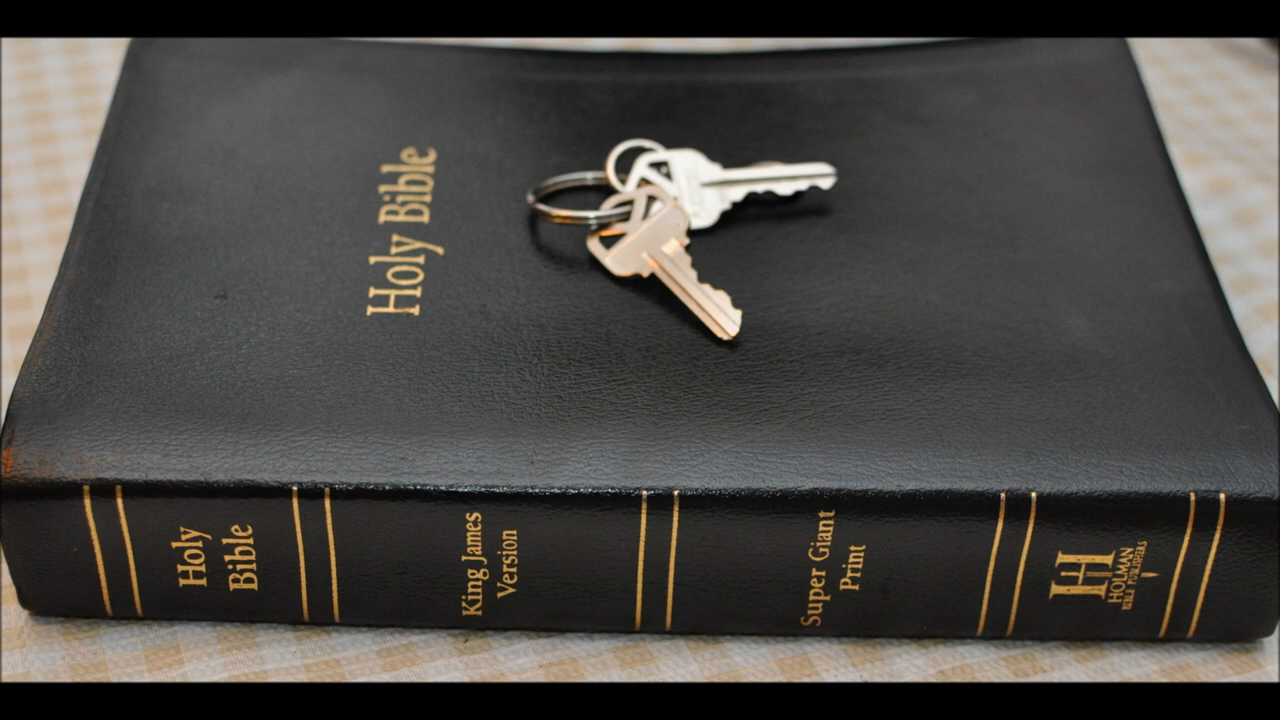 Holy Bible
Holy
Bible
King James
Version
Super Giant
Print
HOLMAN
BIBLE PUBLISHERS